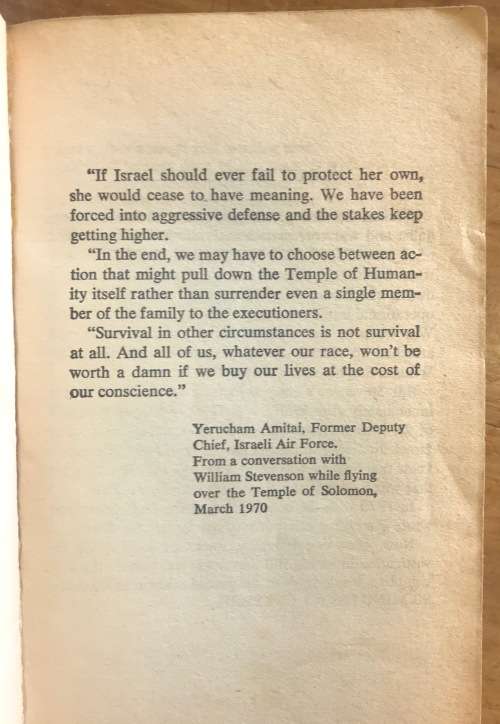 “If Israel should ever fail to protect her own,
she would cease to have meaning. We have been
forced into aggressive defense and the stakes keep
getting higher.
“In the end, we may have to choose between ac-
tion that might pull down the Temple of Human-
ity itself rather than surrender even a single mem-
ber of the family to the executioners.
“Survival in other circumstances is not survival
at all. And all of us, whatever our race, won’t be
worth a damn if we buy our lives at the cost of
our conscience.”
Yerucham Amitai, Former Deputy
Chief, Israeli Air Force.
From a conversation with
William Stevenson while flying
over the Temple of Solomon,
March 1970